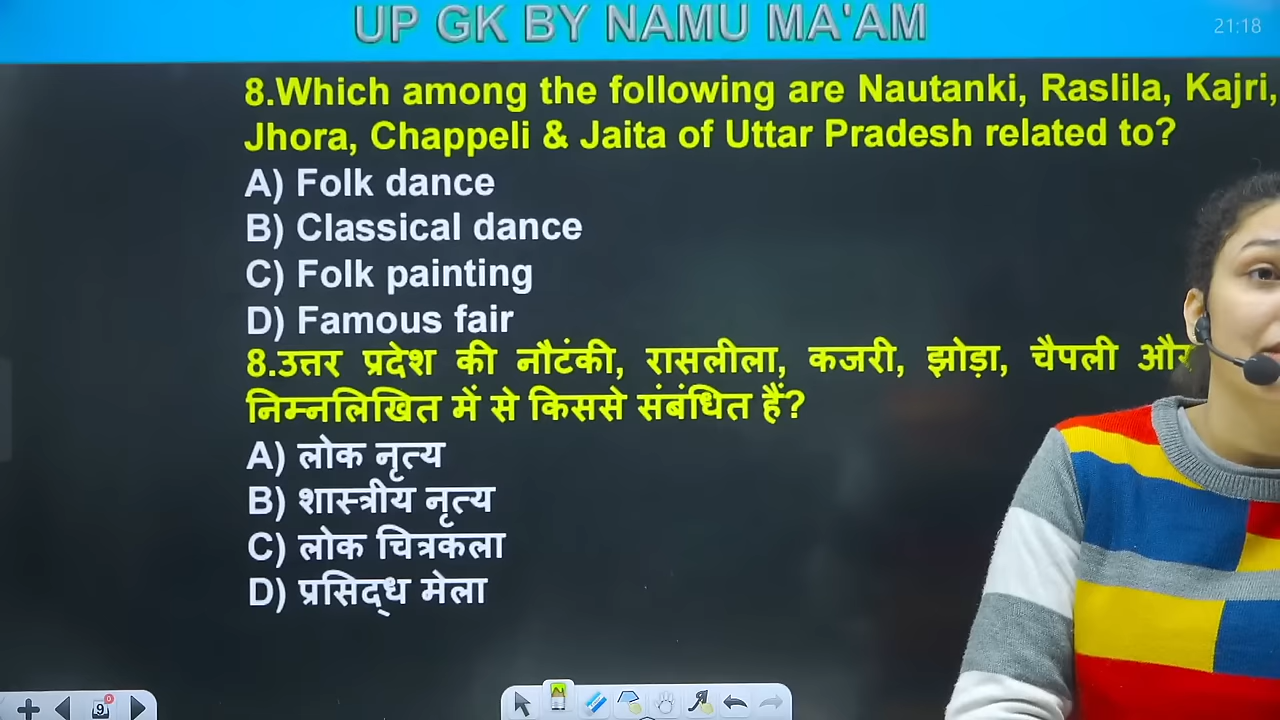 UP GK BY NAMU MA'AM
21:18
8.Which among the following are Nautanki, Raslila, Kajri,
Jhora, Chappeli & Jaita of Uttar Pradesh related to?
A) Folk dance
B) Classical dance
C) Folk painting
D) Famous fair
8.उत्तर प्रदेश की नौटंकी, रासलीला, कजरी, झोड़ा, चैपली
निम्नलिखित में से किससे संबंधित हैं?
A) लोक नृत्य
B) शास्त्रीय नृत्य
C) लोक चित्रकला
D) प्रसिद्ध मेला
9
0